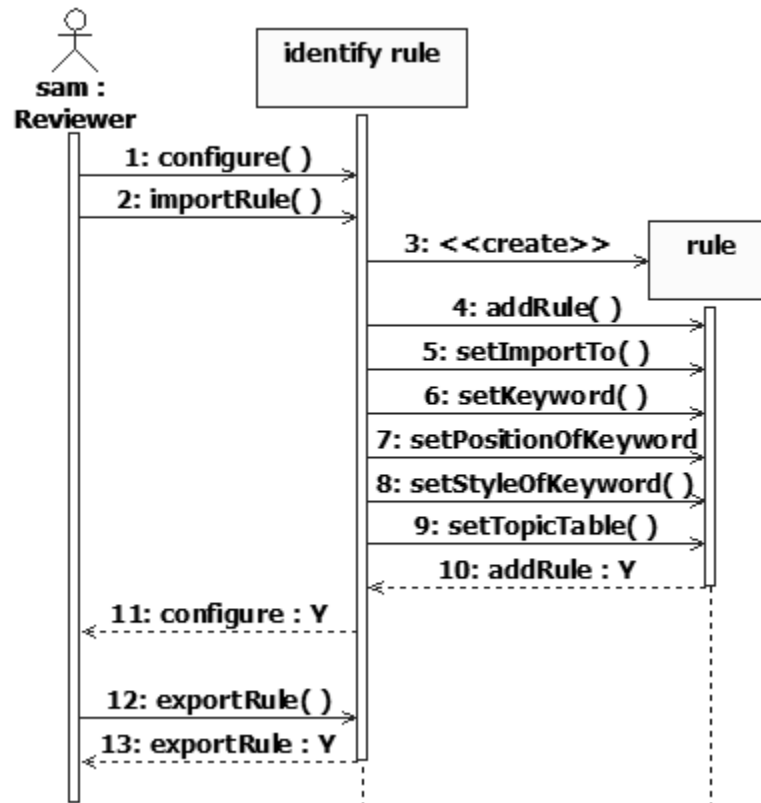 sam :
Reviewer
identify rule
1: configure( )
2: importRule( )
3: <<create>>
rule
4: addRule( )
5: setImportTo( )
6: setKeyword( )
7: setPositionOfKeyword
8: setStyleOfKeyword( )
9: setTopicTable( )
10: addRule : Y
11: configure : Y
12: exportRule( )
13: exportRule : Y